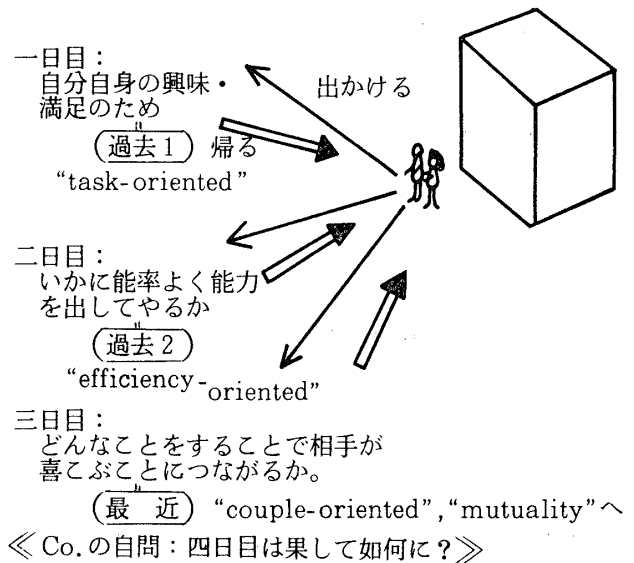 一日目：
出かける
自分自身の興味・
満足のため
〃
過去1 帰る
“task-oriented”
二日目：
いかに能率よく能力
を出してやるか
〃
過去2
“efficiency-oriented”
三日目：
どんなことをすることで相手が
喜こぶことにつながるか。
〃
最　近 “couple-oriented”,“mutuality”へ
≪Co.の自問：四日目は果して如何に？≫